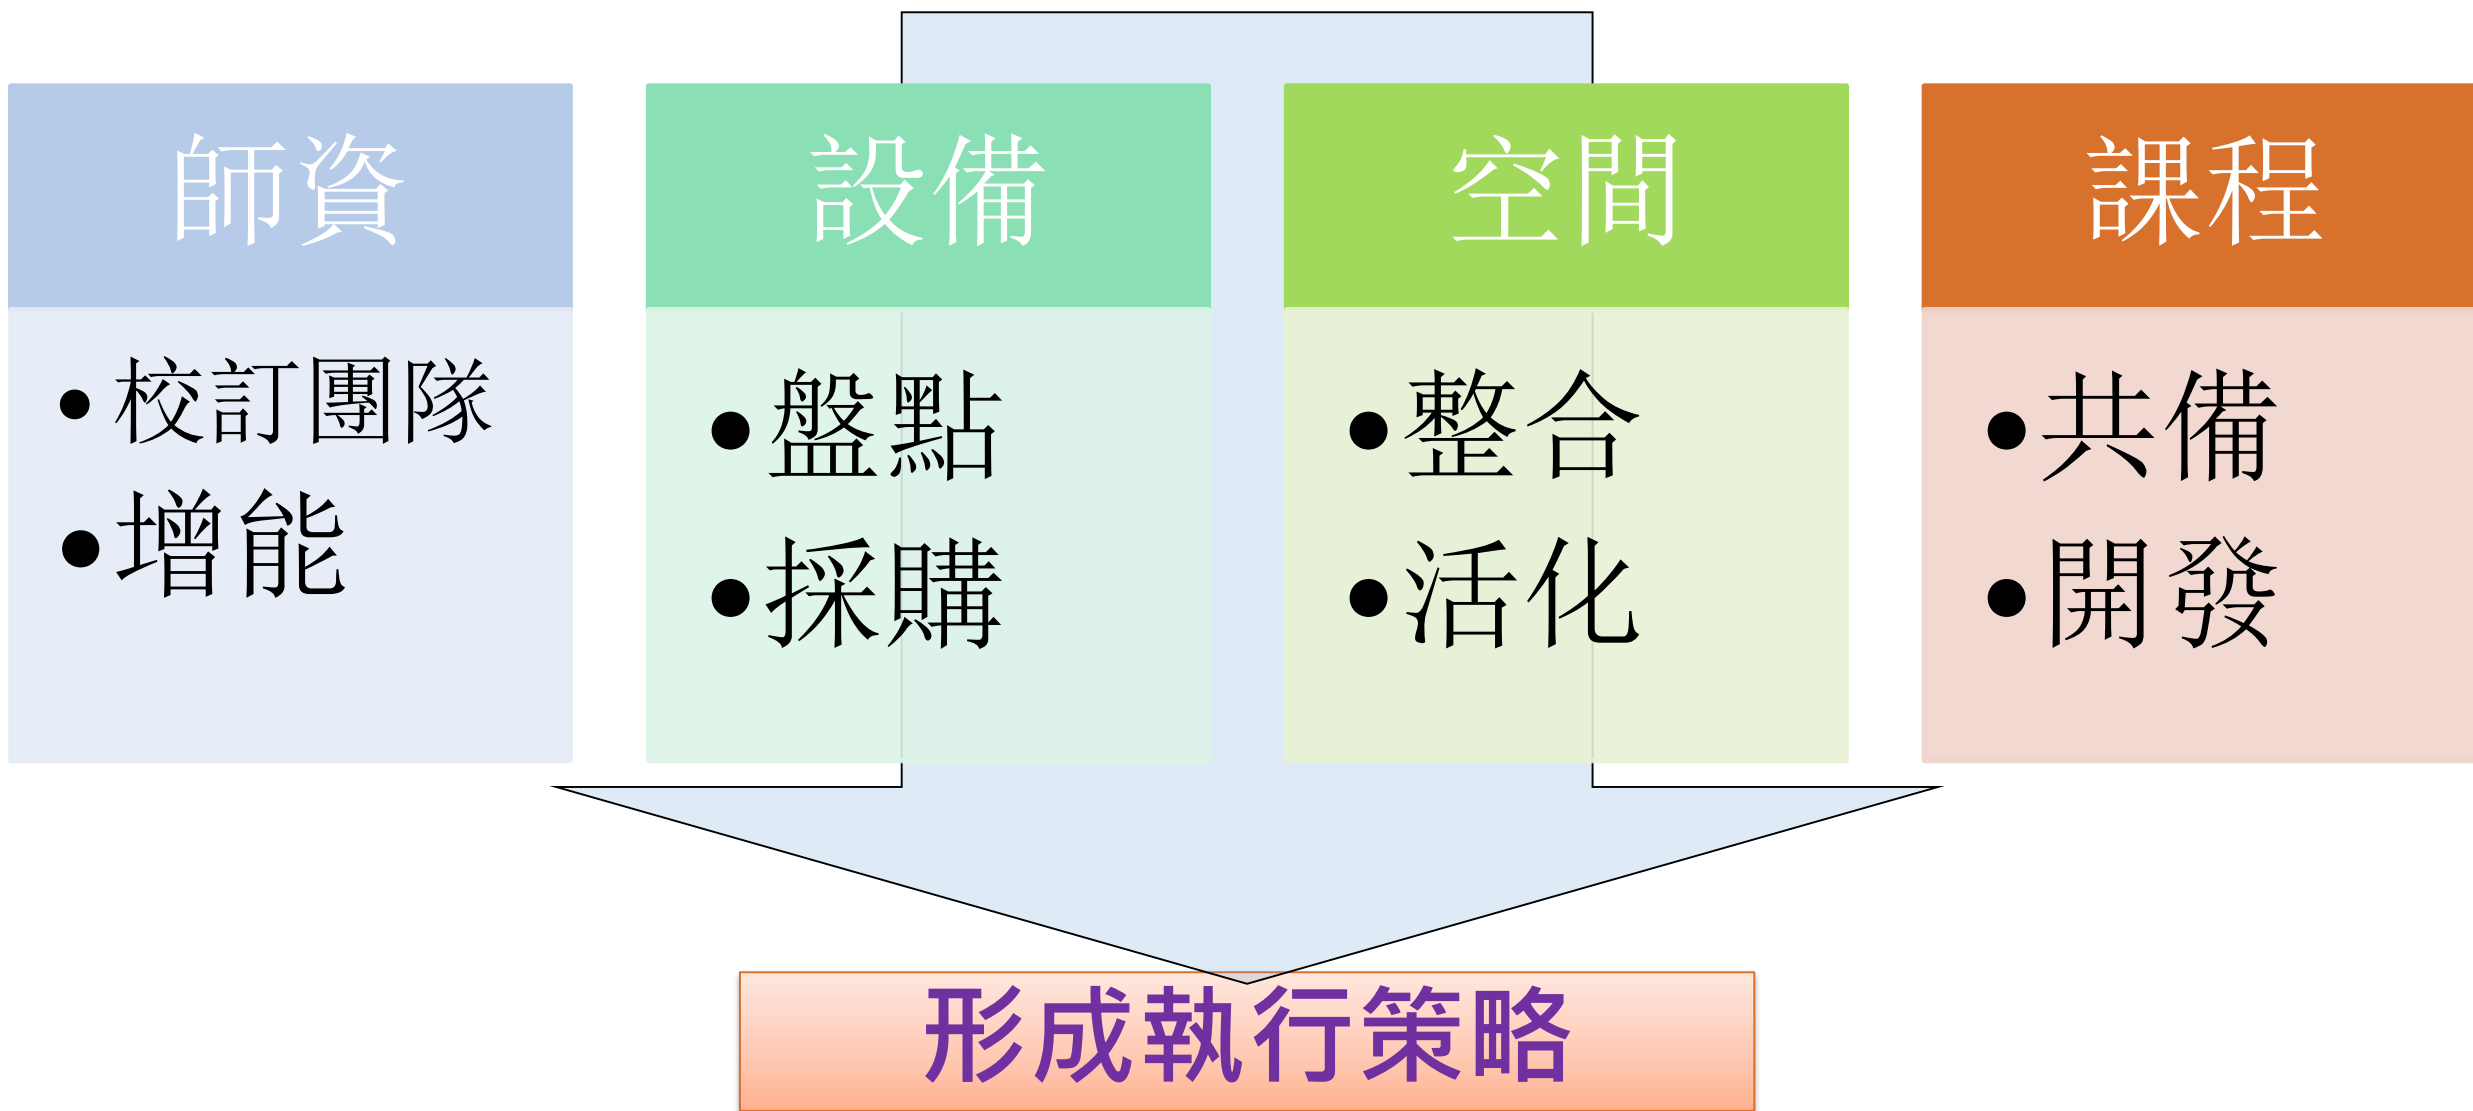 師資
•校訂團隊
•增能
設備
•盤點
•採購
空間
•整合
•活化
課程
•共備
•開發
形成執行策略